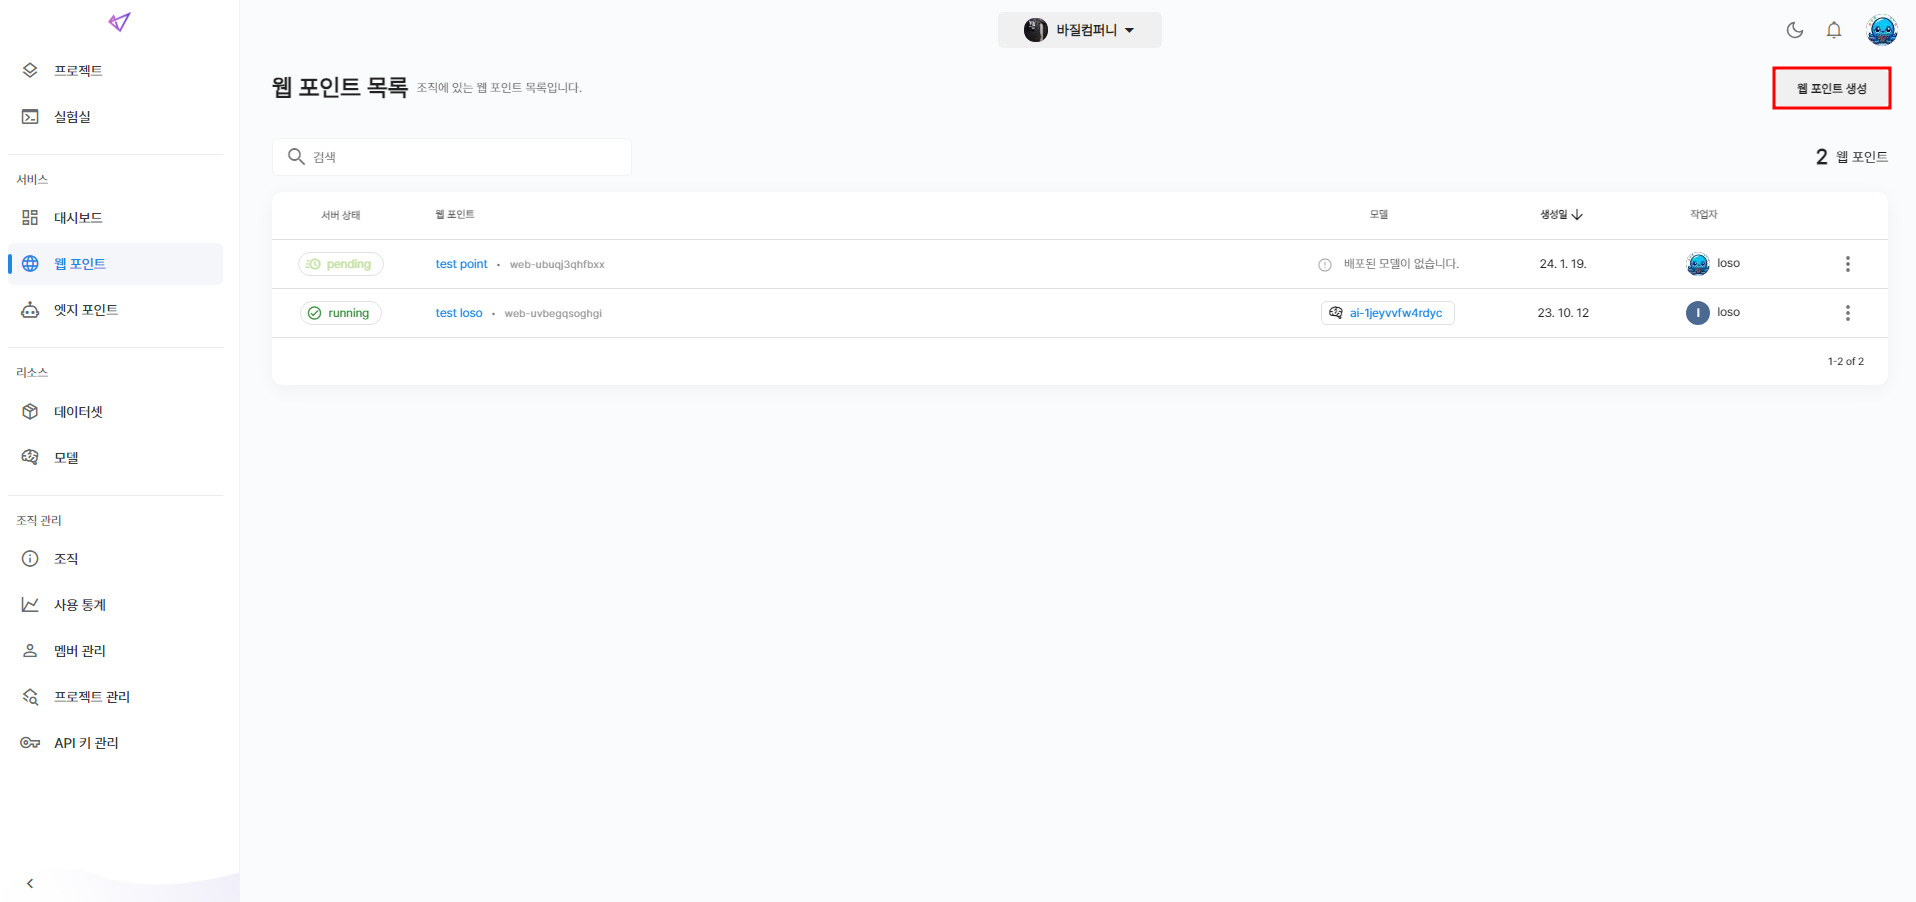 바질컴퍼니
프로젝트
실험실
서비스
대시보드
웹 포인트
엣지 포인트
리소스
데이터셋
모델
조직 관리
조직
사용 통계
멤버 관리
프로젝트 관리
API 키 관리
웹 포인트 목록 조직에 있는 웹 포인트 목록입니다.
웹 포인트 생성
검색
2 웹 포인트
서버 상태 웹 포인트 모델 생성일 작업자
pending test point • web-ubuqj3qhfbxx 배포된 모델이 없습니다. 24. 1. 19. loso
running test loso • web-uvbegqsoghgi ai-1jeyvvfw4rdyc 23. 10. 12 l loso
1-2 of 2